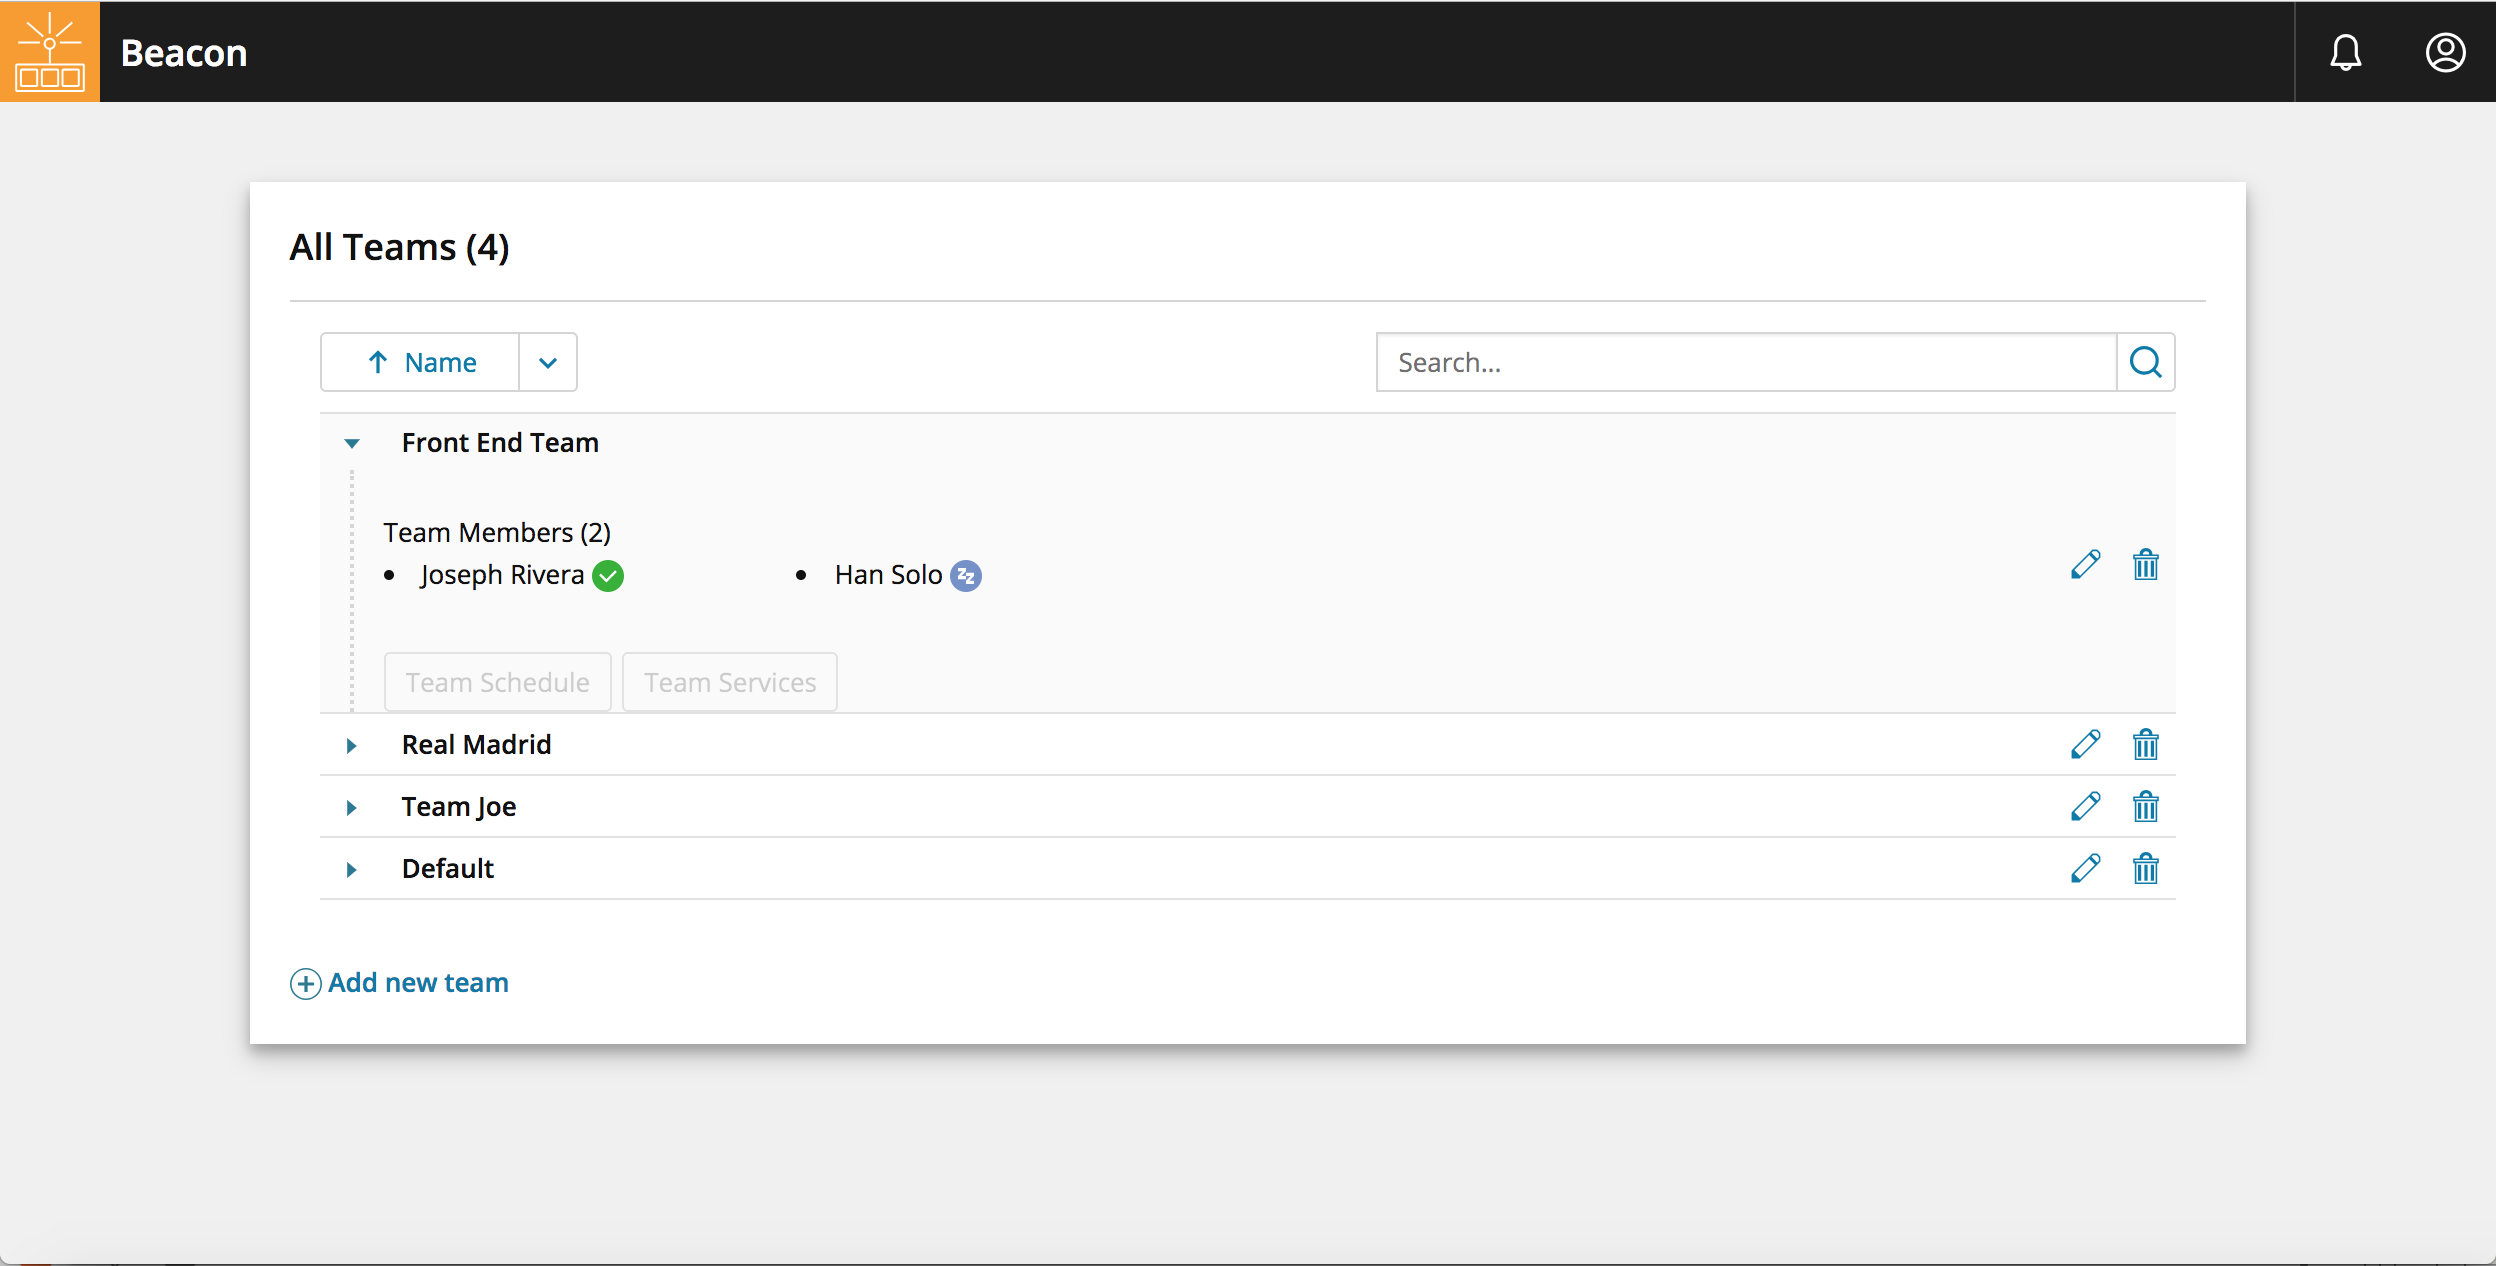 Beacon
All Teams (4)
Name
Search...
Front End Team
Team Members (2)
Joseph Rivera
Han Solo
Team Schedule
Team Services
Real Madrid
Team Joe
Default
Add new team